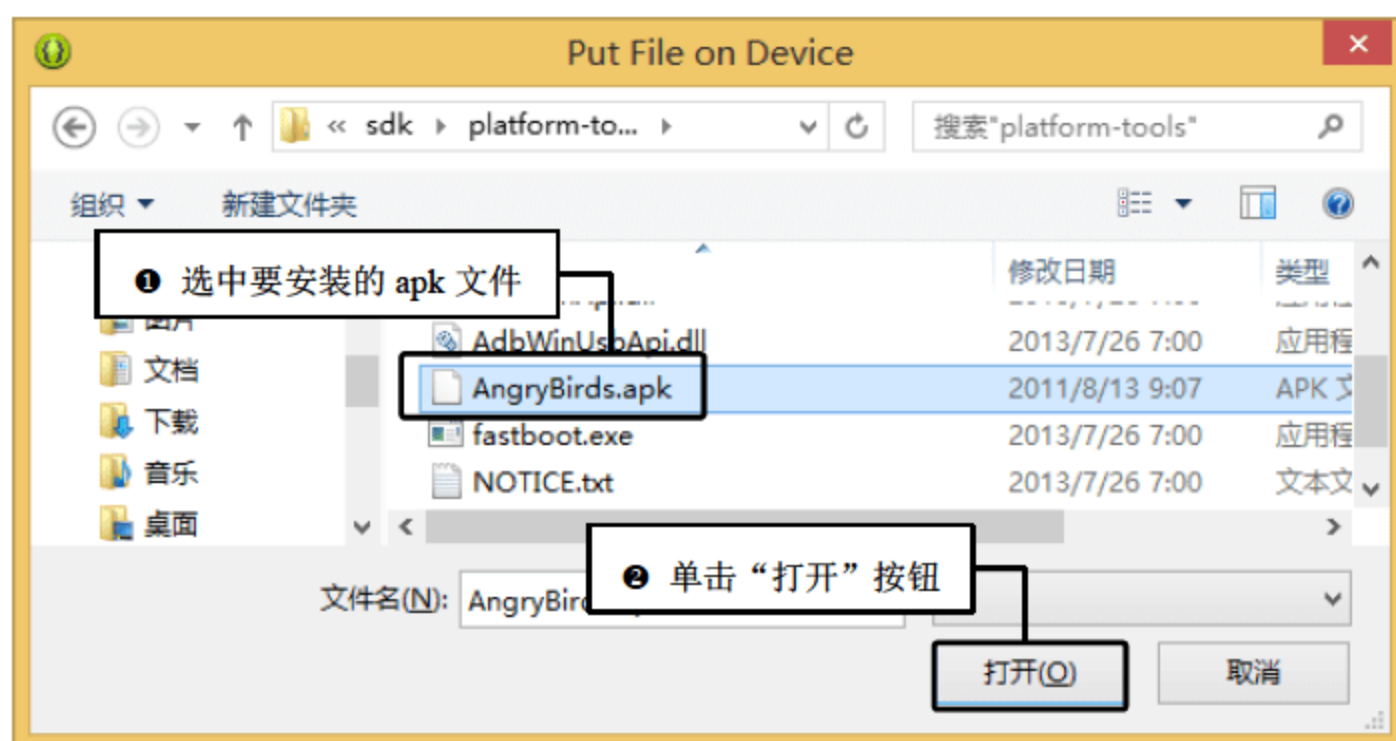 Put File on Device
« sdk ▸ platform-to... ▸
搜索"platform-tools"
组织
新建文件夹
❶ 选中要安装的 apk 文件
修改日期
类型
图片
文档
下载
音乐
桌面
AdbWinUsbApi.dll 2013/7/26 7:00 应用程
AngryBirds.apk 2011/8/13 9:07 APK 文
fastboot.exe 2013/7/26 7:00 应用程
NOTICE.txt 2013/7/26 7:00 文本文
❷ 单击“打开”按钮
文件名(N): AngryBird
打开(O)
取消